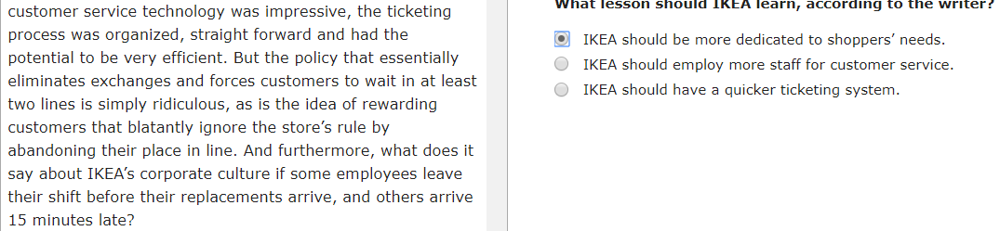 customer service technology was impressive, the ticketing
process was organized, straight forward and had the
potential to be very efficient. But the policy that essentially
eliminates exchanges and forces customers to wait in at least
two lines is simply ridiculous, as is the idea of rewarding
customers that blatantly ignore the store’s rule by
abandoning their place in line. And furthermore, what does it
say about IKEA’s corporate culture if some employees leave
their shift before their replacements arrive, and others arrive
15 minutes late?
What lesson should IKEA learn, according to the writer?
IKEA should be more dedicated to shoppers’ needs.
IKEA should employ more staff for customer service.
IKEA should have a quicker ticketing system.